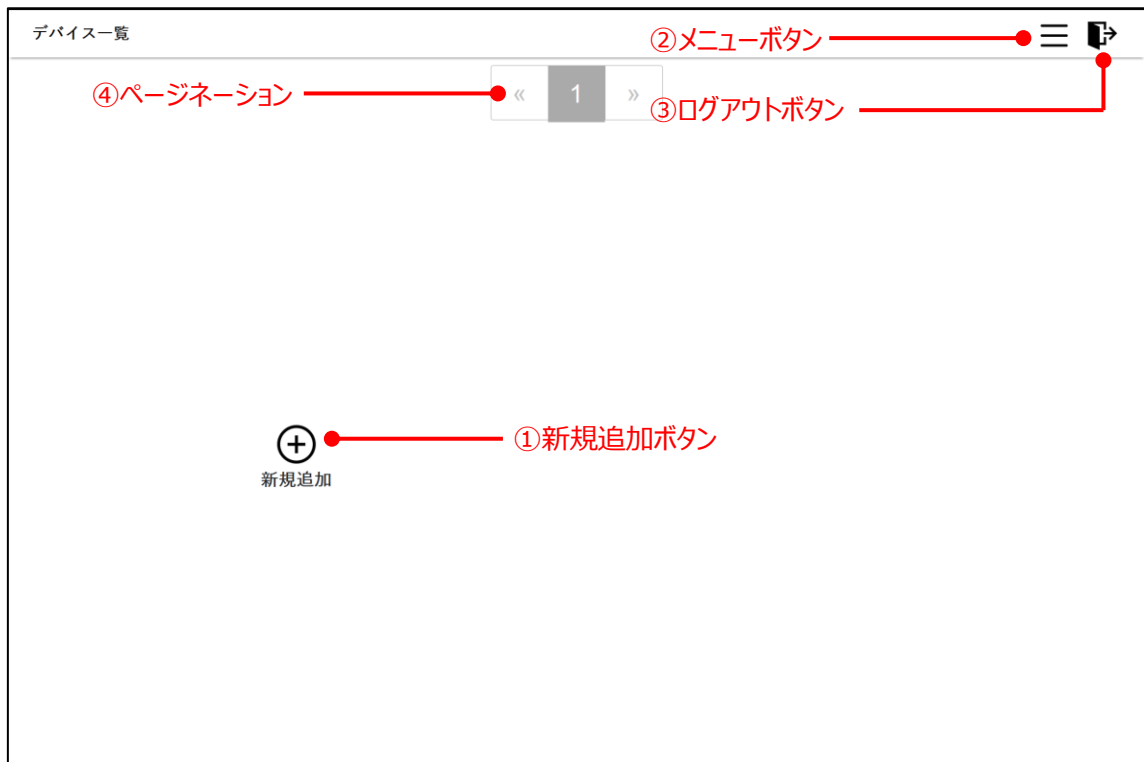 デバイス一覧
②メニューボタン
④ページネーション
« 1 »
③ログアウトボタン
①新規追加ボタン
新規追加